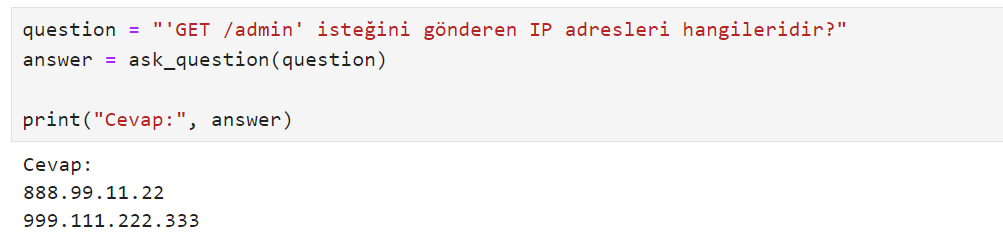 question = "'GET /admin' isteğini gönderen IP adresleri hangileridir?"
answer = ask_question(question)
print("Cevap:", answer)
Cevap:
888.99.11.22
999.111.222.333